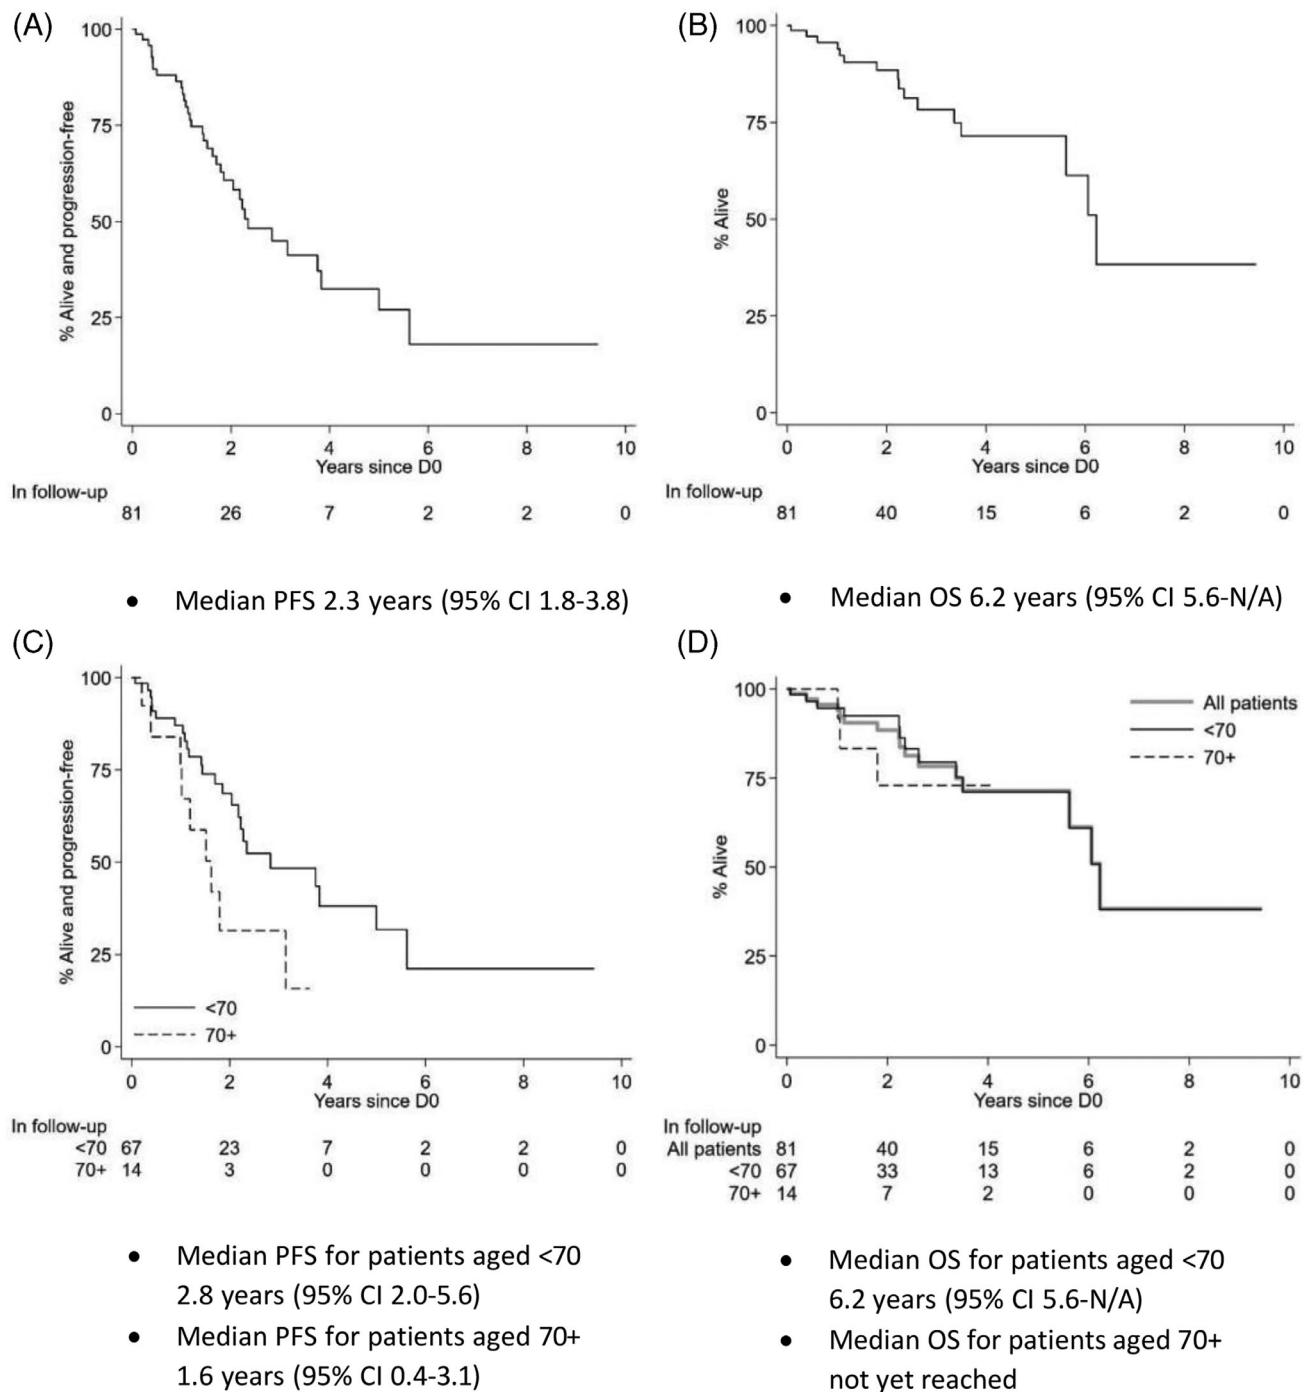 (A)
100
75
50
25
0
% Alive and progression-free
0 2 4 6 8 10
Years since D0
In follow-up
81 26 7 2 2 0
• Median PFS 2.3 years (95% CI 1.8-3.8)
(B)
100
75
50
25
0
% Alive
0 2 4 6 8 10
Years since D0
In follow-up
81 40 15 6 2 0
• Median OS 6.2 years (95% CI 5.6-N/A)
(C)
100
75
50
25
0
% Alive and progression-free
<70
70+
0 2 4 6 8 10
Years since D0
In follow-up
<70 67 23 7 2 2 0
70+ 14 3 0 0 0 0
• Median PFS for patients aged <70
2.8 years (95% CI 2.0-5.6)
• Median PFS for patients aged 70+
1.6 years (95% CI 0.4-3.1)
(D)
100
75
50
25
0
% Alive
All patients
<70
70+
0 2 4 6 8 10
Years since D0
In follow-up
All patients 81 40 15 6 2 0
<70 67 33 13 6 2 0
70+ 14 7 2 0 0 0
• Median OS for patients aged <70
6.2 years (95% CI 5.6-N/A)
• Median OS for patients aged 70+
not yet reached